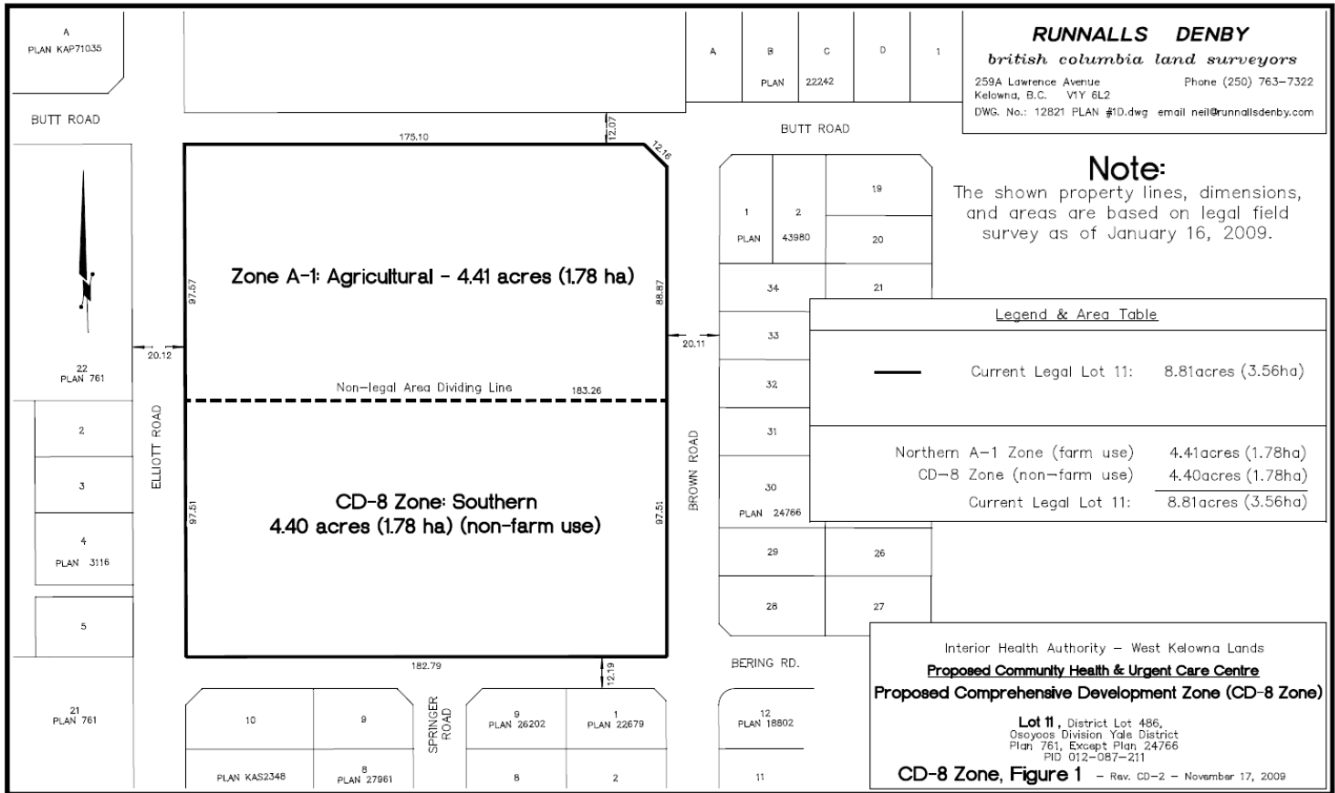 A
PLAN KAP71035
BUTT ROAD
A
B
C
D
1
PLAN
22242
BUTT ROAD
RUNNALLS DENBY
british columbia land surveyors
259A Lawrence Avenue Phone (250) 763-7322
Kelowna, B.C. V1Y 6L2
DWG. No.: 12821 PLAN #1D.dwg email neil@runnallsdenby.com
Note:
The shown property lines, dimensions,
and areas are based on legal field
survey as of January 16, 2009.
175.10
12.07
12.16
Zone A-1: Agricultural - 4.41 acres (1.78 ha)
97.57
88.87
20.12
20.11
Non-legal Area Dividing Line 183.26
CD-8 Zone: Southern
4.40 acres (1.78 ha) (non-farm use)
97.51
97.51
182.79
12.19
ELLIOTT ROAD
BROWN ROAD
22
PLAN 761
2
3
4
PLAN 3116
5
21
PLAN 761
1
2
PLAN
43980
19
20
34
21
33
32
31
30
PLAN 24766
29
26
28
27
BERING RD.
Legend & Area Table
Current Legal Lot 11: 8.81acres (3.56ha)
Northern A-1 Zone (farm use) 4.41acres (1.78ha)
CD-8 Zone (non-farm use) 4.40acres (1.78ha)
Current Legal Lot 11: 8.81acres (3.56ha)
10
9
PLAN KAS2348
8
PLAN 27961
SPRINGER
ROAD
9
PLAN 26202
1
PLAN 22679
8
2
12
PLAN 18802
11
Interior Health Authority - West Kelowna Lands
Proposed Community Health & Urgent Care Centre
Proposed Comprehensive Development Zone (CD-8 Zone)
Lot 11, District Lot 486,
Osoyoos Division Yale District
Plan 761, Except Plan 24766
PID 012-087-211
CD-8 Zone, Figure 1 - Rev. CD-2 - November 17, 2009